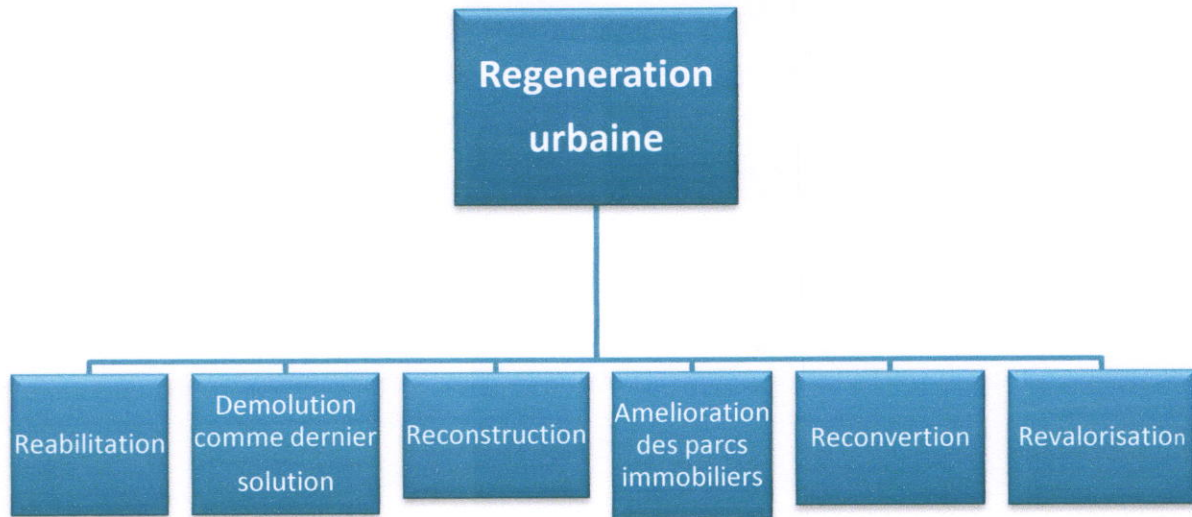 Regeneration
urbaine
Reabilitation
Demolution
comme dernier
solution
Reconstruction
Amelioration
des parcs
immobiliers
Reconvertion
Revalorisation